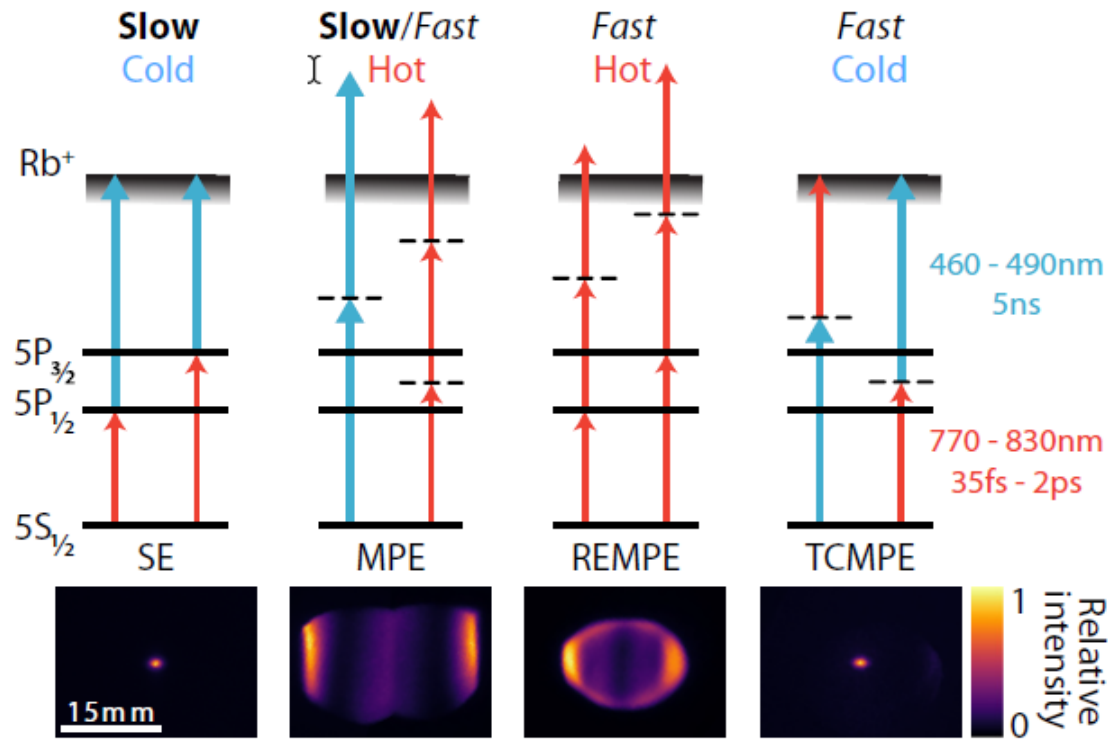 Slow Slow/Fast Fast Fast
Cold Hot Hot Cold
Rb⁺
460 - 490nm
5ns
5P₃⁄₂
5P₁⁄₂
770 - 830nm
35fs - 2ps
5S₁⁄₂
SE MPE REMPE TCMPE
1
Relative
intensity
15mm
0